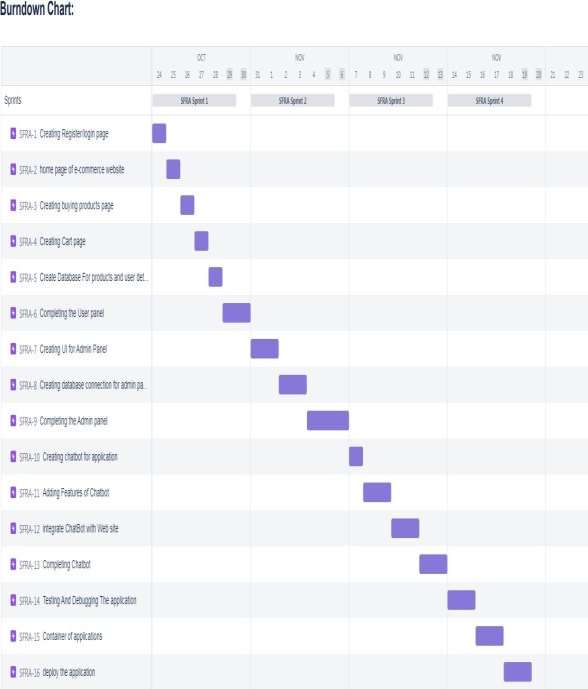 Burndown Chart:
OCT NOV NOV NOV
24 25 26 27 28 29 30 31 1 2 3 4 5 6 7 8 9 10 11 12 13 14 15 16 17 18 19 20 21 22 23
Sprints SFRA Sprint 1 SFRA Sprint 2 SFRA Sprint 3 SFRA Sprint 4
SFRA-1 Creating Register/login page
SFRA-2 home page of e-commerce website
SFRA-3 Creating buying products page
SFRA-4 Creating Cart page
SFRA-5 Create Database For products and user det...
SFRA-6 Completing the User panel
SFRA-7 Creating UI for Admin Panel
SFRA-8 Creating database connection for admin pa...
SFRA-9 Completing the Admin panel
SFRA-10 Creating chatbot for application
SFRA-11 Adding Features of Chatbot
SFRA-12 integrate ChatBot with Web site
SFRA-13 Completing Chatbot
SFRA-14 Testing And Debugging The application
SFRA-15 Container of applications
SFRA-16 deploy the application